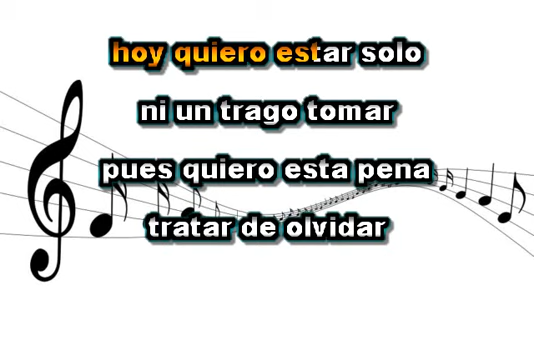 hoy quiero estar solo
ni un trago tomar
pues quiero esta pena
tratar de olvidar